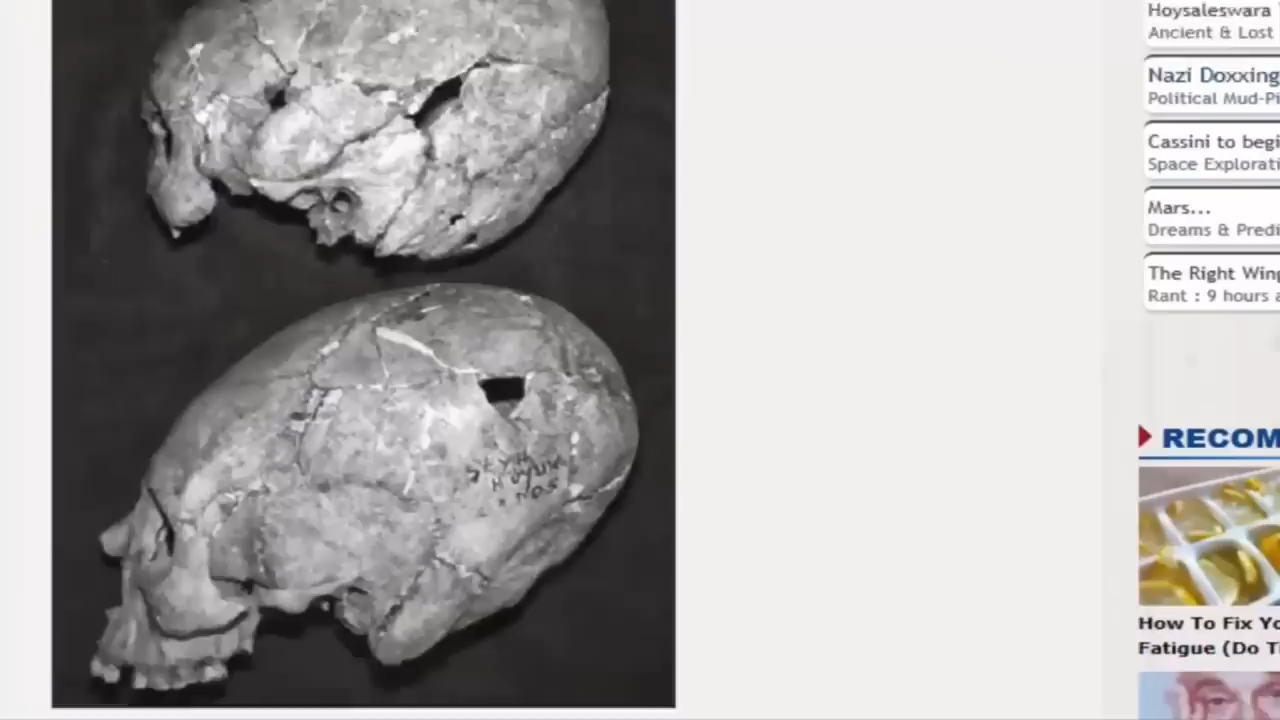 Hoysaleswara
Ancient & Lost
Nazi Doxxing
Political Mud-Pi
Cassini to begi
Space Explorati
Mars...
Dreams & Predi
The Right Wing
Rant : 9 hours a
RECOM
How To Fix Yo
Fatigue (Do T